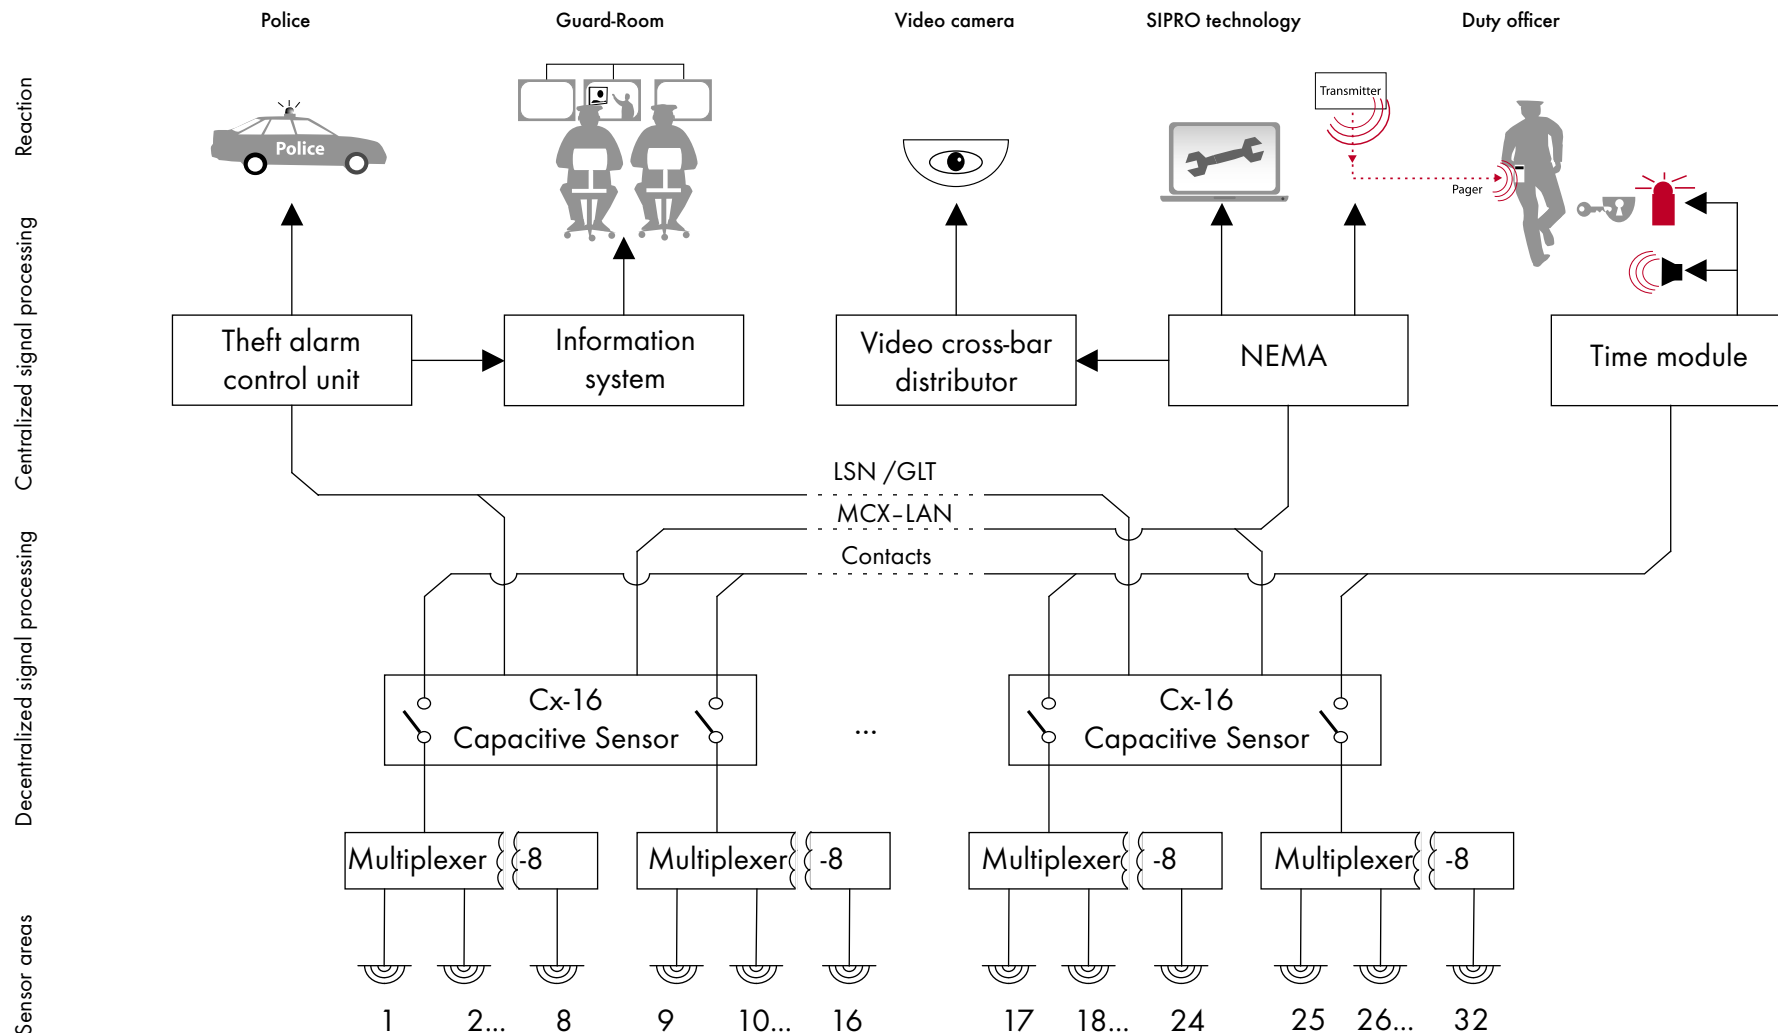 Police
Guard-Room
Video camera
SIPRO technology
Duty officer
Reaction
Police
Transmitter
Pager
Centralized signal processing
Theft alarm
control unit
Information
system
Video cross-bar
distributor
NEMA
Time module
LSN /GLT
MCX–LAN
Contacts
Decentralized signal processing
Cx-16
Capacitive Sensor
...
Cx-16
Capacitive Sensor
Multiplexer -8
Multiplexer -8
Multiplexer -8
Multiplexer -8
Sensor areas
1 2... 8 9 10... 16 17 18... 24 25 26... 32